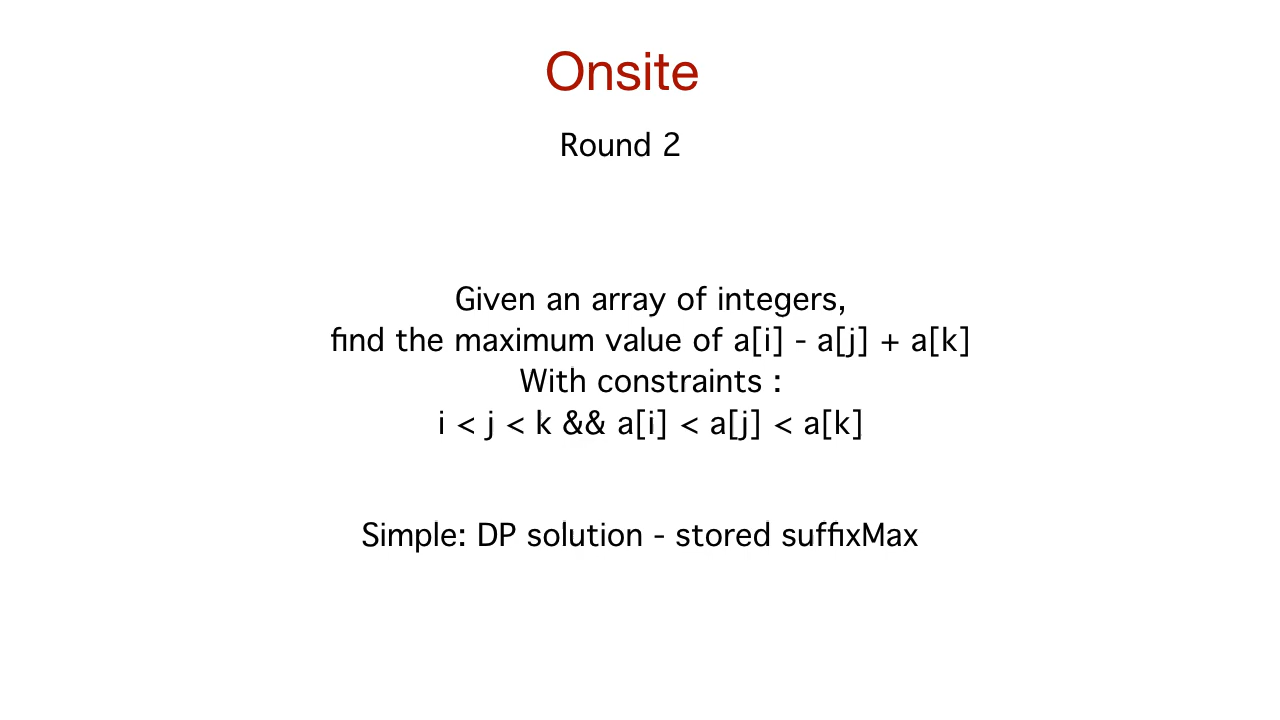 Onsite
Round 2
Given an array of integers,
find the maximum value of a[i] - a[j] + a[k]
With constraints :
i < j < k && a[i] < a[j] < a[k]
Simple: DP solution - stored suffixMax